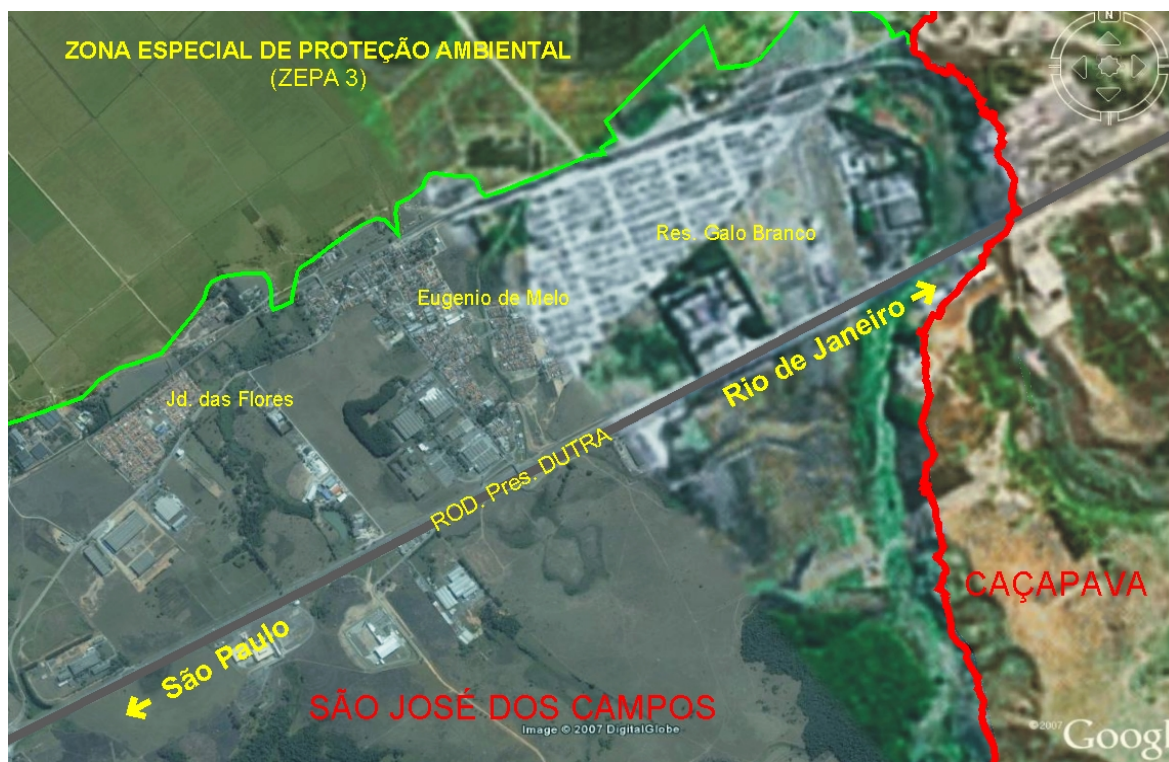 ZONA ESPECIAL DE PROTEÇÃO AMBIENTAL
(ZEPA 3)
N
Res. Galo Branco
Eugenio de Melo
Rio de Janeiro
Jd. das Flores
ROD. Pres. DUTRA
CAÇAPAVA
São Paulo
SÃO JOSÉ DOS CAMPOS
Image © 2007 DigitalGlobe
©2007 Googl